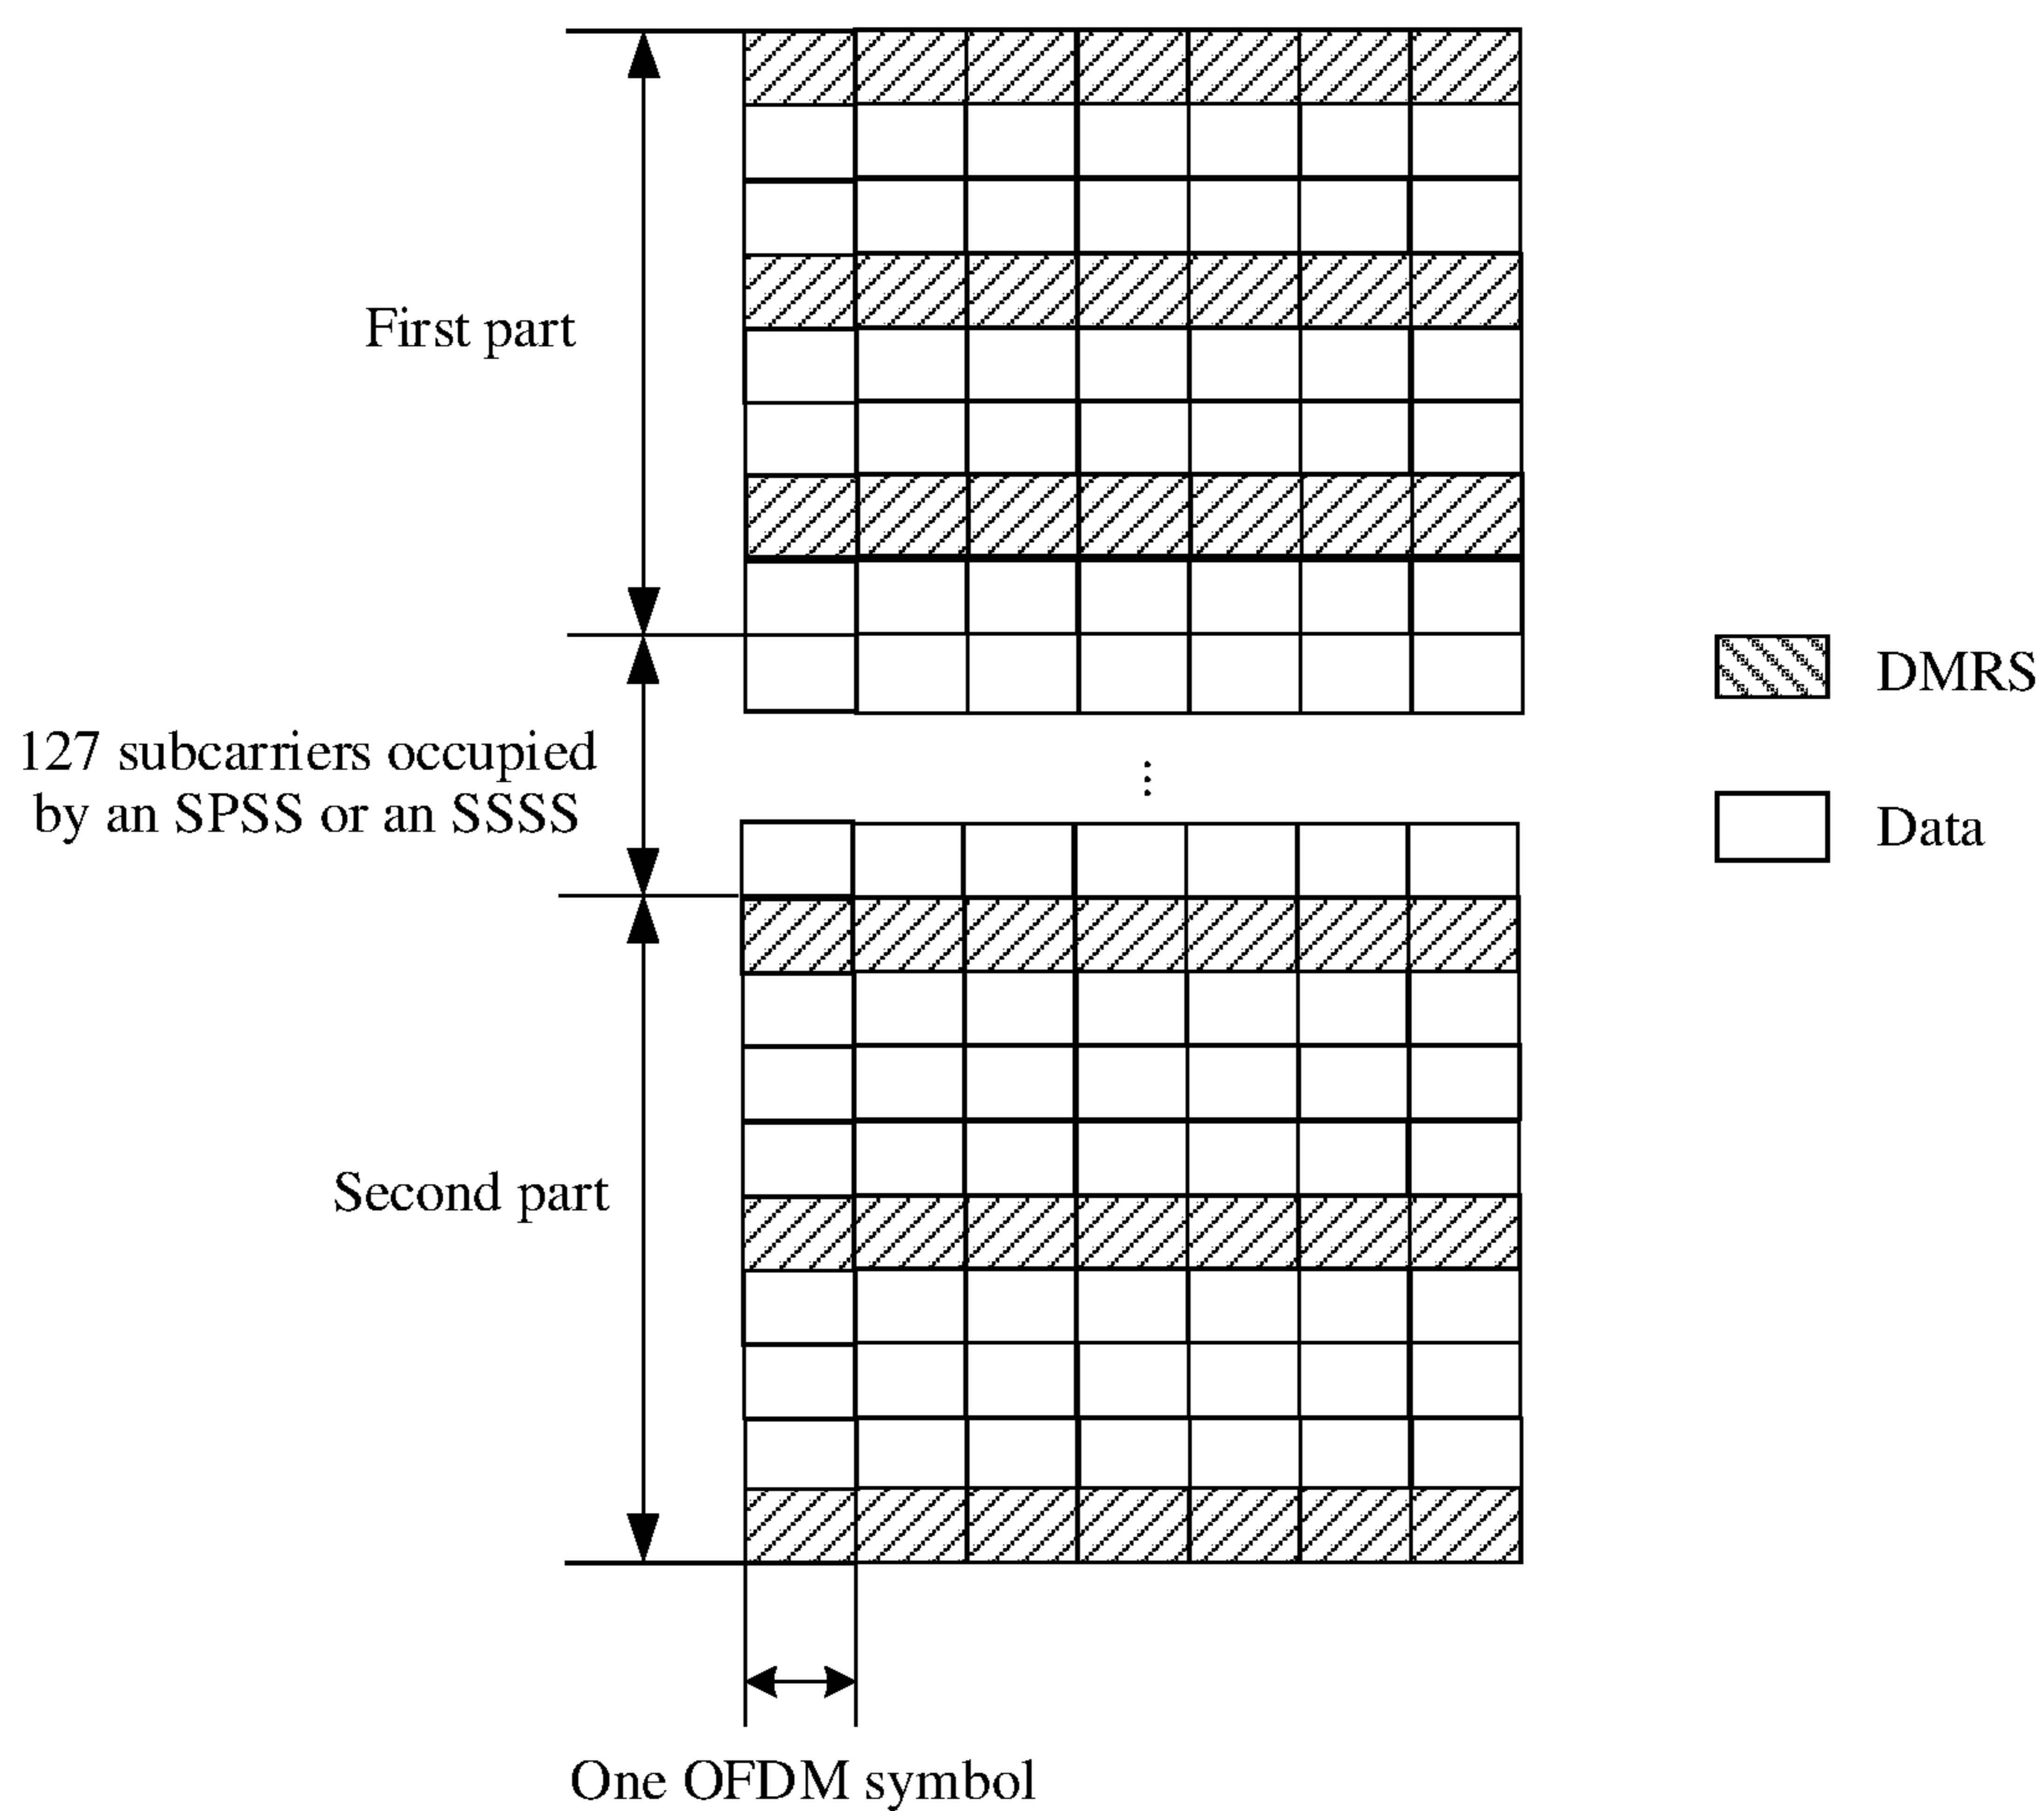 First part
DMRS
127 subcarriers occupied
by an SPSS or an SSSS
Data
Second part
One OFDM symbol